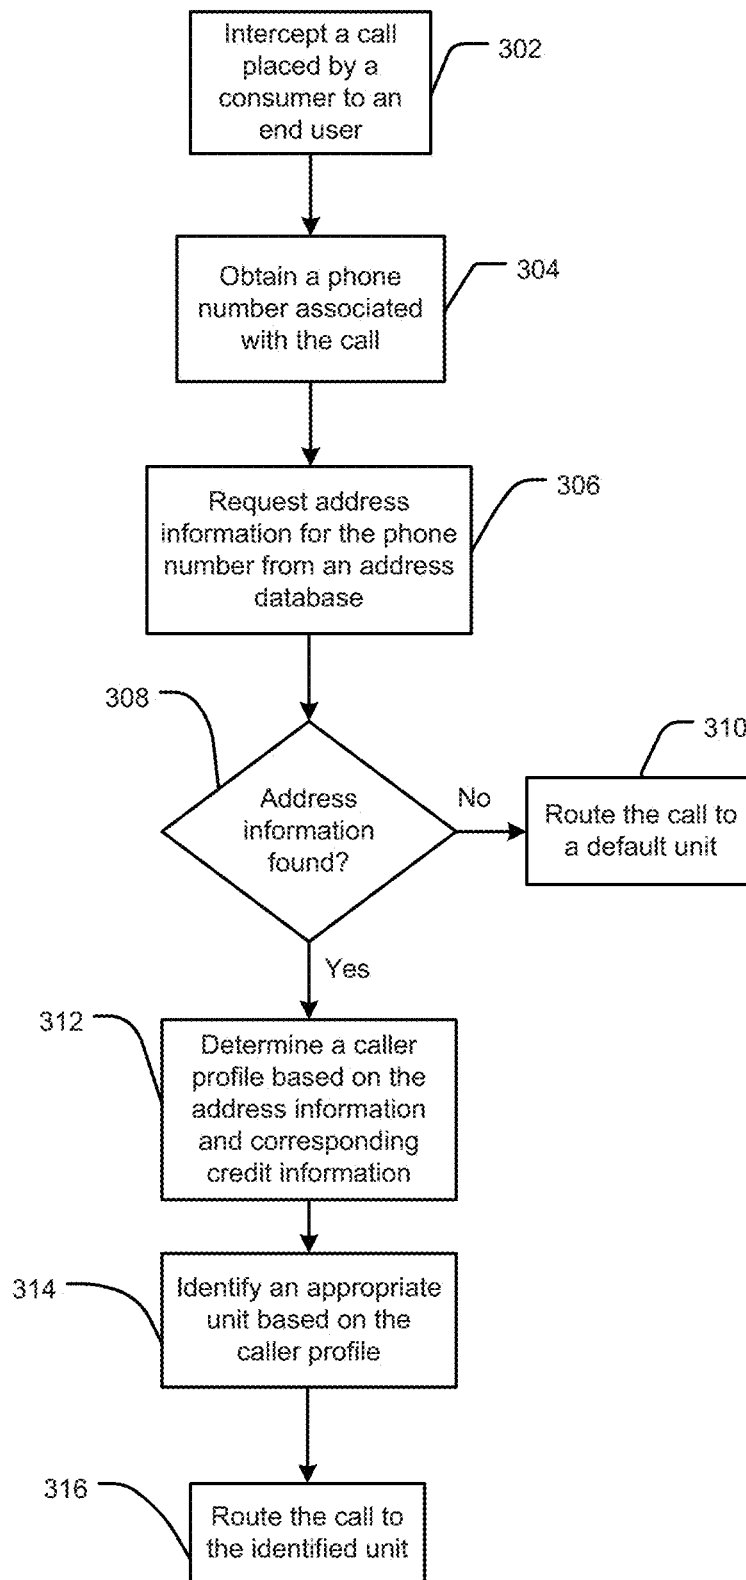 Intercept a call
placed by a
consumer to an
end user
302
Obtain a phone
number associated
with the call
304
Request address
information for the phone
number from an address
database
306
308
Address
information
found?
No
310
Route the call to
a default unit
Yes
312
Determine a caller
profile based on the
address information
and corresponding
credit information
314
Identify an appropriate
unit based on the
caller profile
316
Route the call to
the identified unit